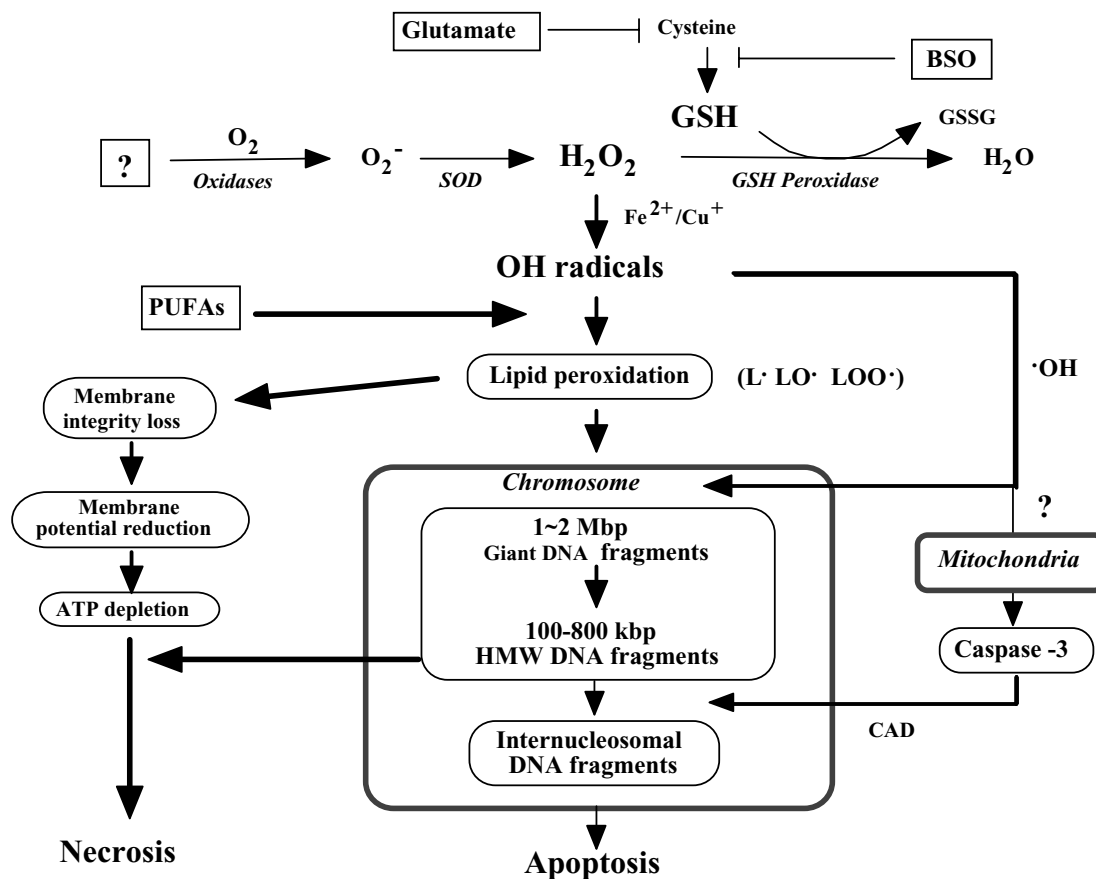 Glutamate
Cysteine
BSO
GSH
GSSG
?
O2
Oxidases
O2-
SOD
H2O2
GSH Peroxidase
H2O
Fe2+/Cu+
OH radicals
PUFAs
Lipid peroxidation
(L· LO· LOO·)
·OH
Membrane
integrity loss
Chromosome
Membrane
potential reduction
1~2 Mbp
Giant DNA fragments
?
Mitochondria
ATP depletion
100-800 kbp
HMW DNA fragments
Caspase -3
CAD
Internucleosomal
DNA fragments
Necrosis
Apoptosis